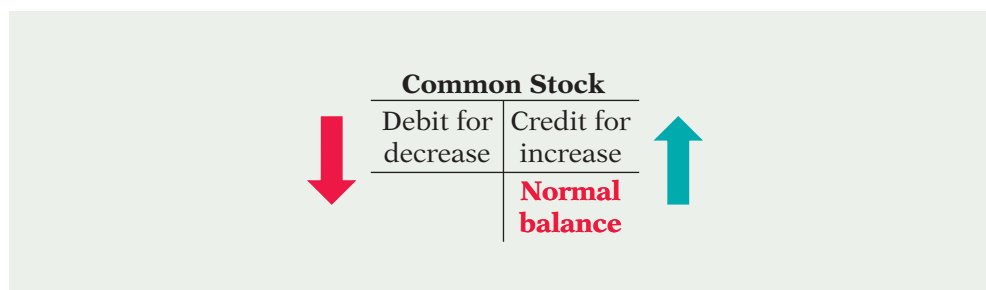 Common Stock
Debit for Credit for
decrease increase
Normal
balance